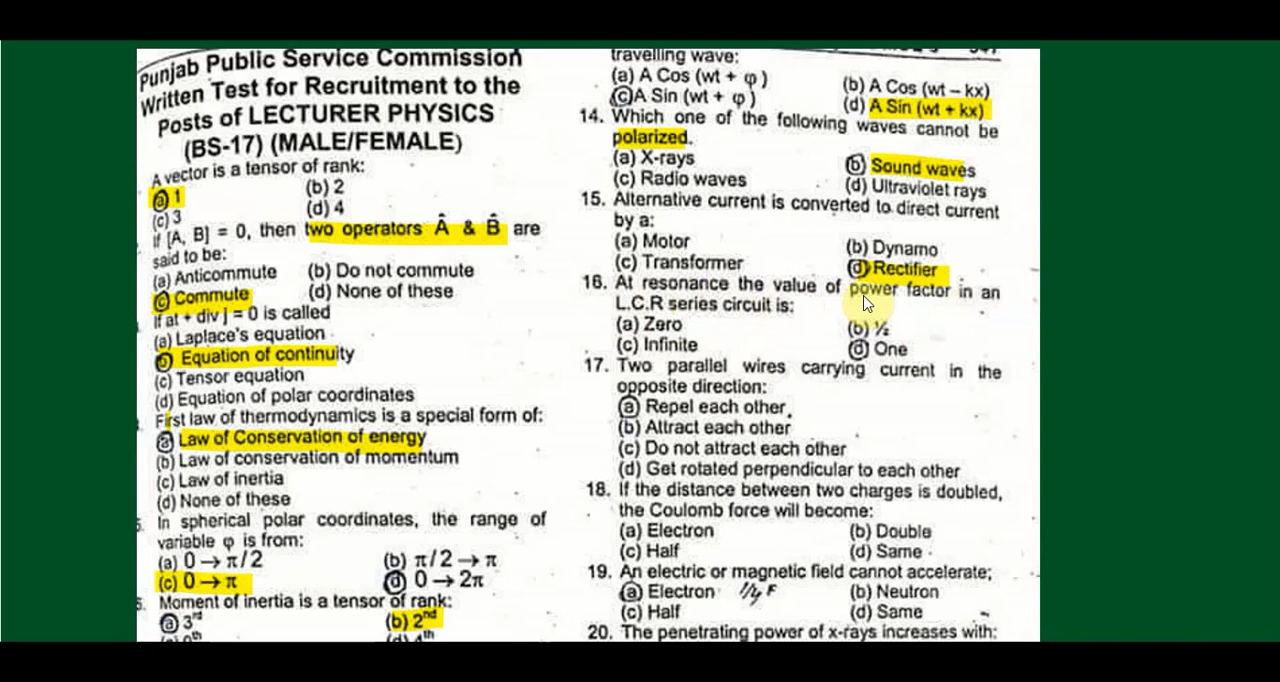 Punjab Public Service Commission
Written Test for Recruitment to the
Posts of LECTURER PHYSICS
(BS-17) (MALE/FEMALE)
A vector is a tensor of rank:
(a) 1 (b) 2
(c) 3 (d) 4
If [A, B] = 0, then two operators Â & B̂ are
said to be:
(a) Anticommute (b) Do not commute
(c) Commute (d) None of these
If at + div j = 0 is called
(a) Laplace's equation
(b) Equation of continuity
(c) Tensor equation
(d) Equation of polar coordinates
First law of thermodynamics is a special form of:
(a) Law of Conservation of energy
(b) Law of conservation of momentum
(c) Law of inertia
(d) None of these
5. In spherical polar coordinates, the range of
variable φ is from:
(a) 0 → π/2 (b) π/2 → π
(c) 0 → π (d) 0 → 2π
Moment of inertia is a tensor of rank:
(a) 3rd (b) 2nd
(d) 4th
travelling wave:
(a) A Cos (wt + φ) (b) A Cos (wt – kx)
(c) A Sin (wt + φ) (d) A Sin (wt + kx)
14. Which one of the following waves cannot be
polarized.
(a) X-rays (b) Sound waves
(c) Radio waves (d) Ultraviolet rays
15. Alternative current is converted to direct current
by a:
(a) Motor (b) Dynamo
(c) Transformer (d) Rectifier
16. At resonance the value of power factor in an
L.C.R series circuit is:
(a) Zero (b) ½
(c) Infinite (d) One
17. Two parallel wires carrying current in the
opposite direction:
(a) Repel each other
(b) Attract each other
(c) Do not attract each other
(d) Get rotated perpendicular to each other
18. If the distance between two charges is doubled,
the Coulomb force will become:
(a) Electron (b) Double
(c) Half (d) Same
19. An electric or magnetic field cannot accelerate;
(a) Electron 1/4 F (b) Neutron
(c) Half (d) Same
20. The penetrating power of x-rays increases with: